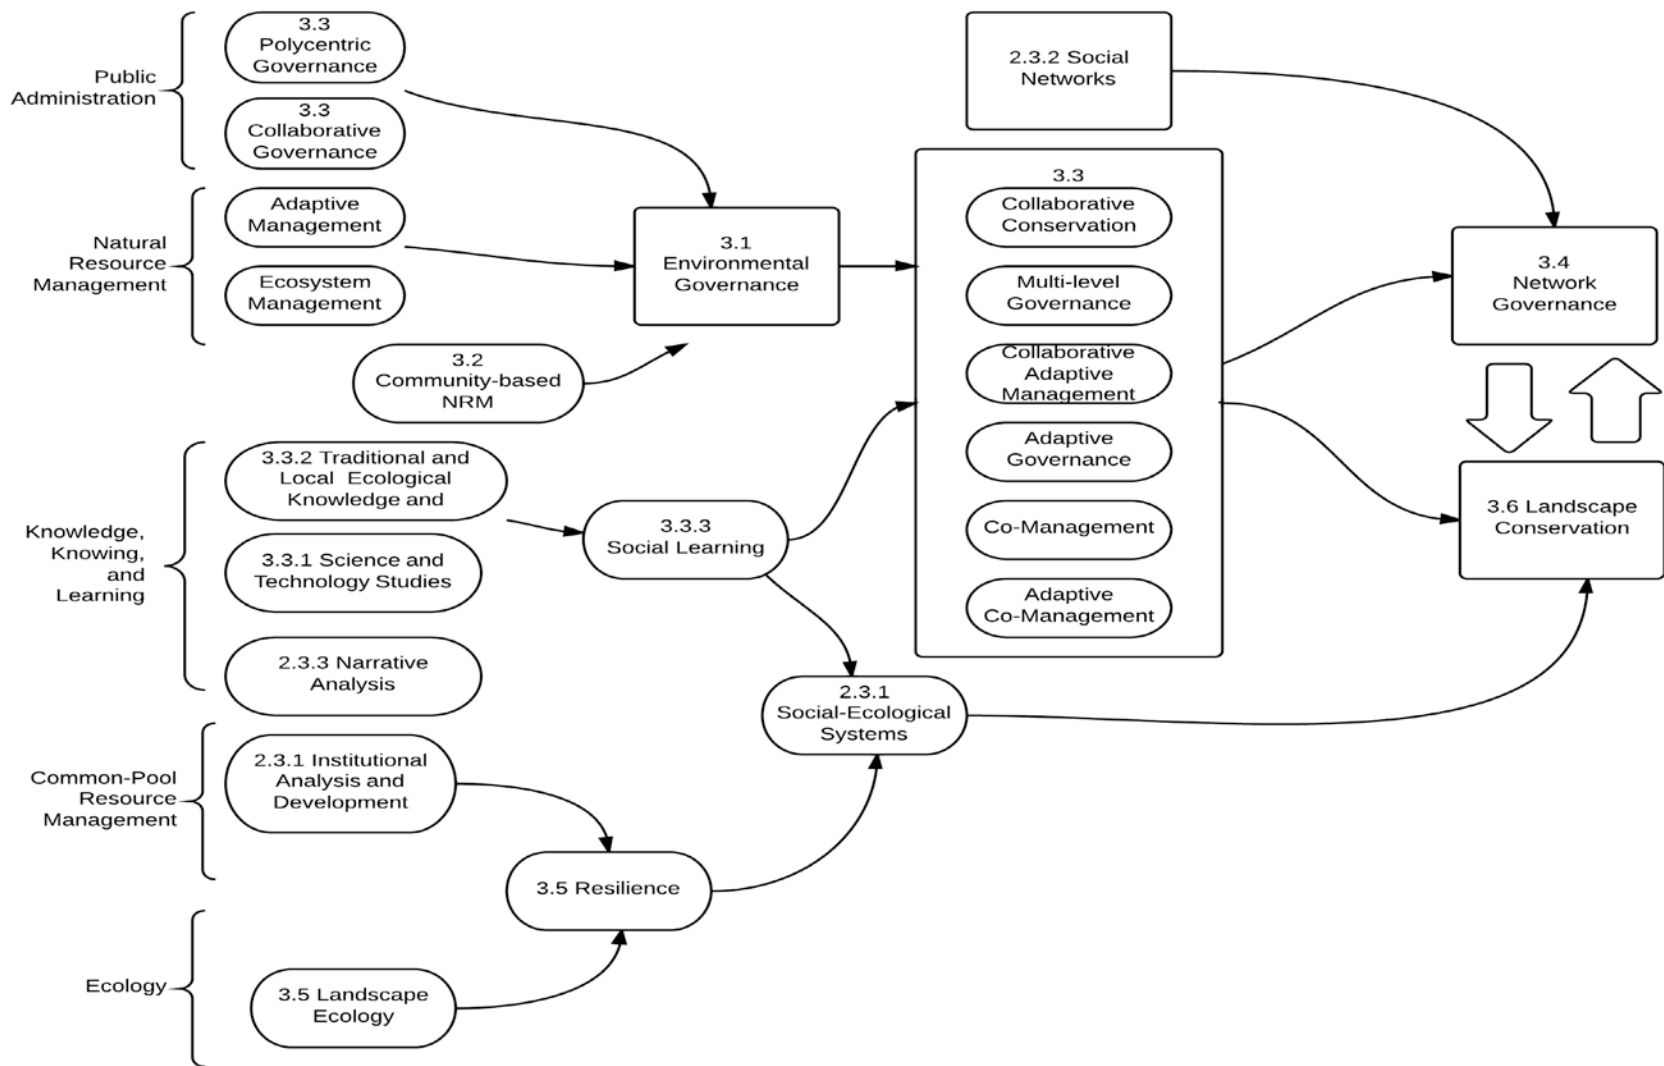 Public
Administration
3.3
Polycentric
Governance
3.3
Collaborative
Governance
Natural
Resource
Management
Adaptive
Management
Ecosystem
Management
3.2
Community-based
NRM
3.1
Environmental
Governance
Knowledge,
Knowing,
and
Learning
3.3.2 Traditional and
Local Ecological
Knowledge and
3.3.1 Science and
Technology Studies
2.3.3 Narrative
Analysis
3.3.3
Social Learning
Common-Pool
Resource
Management
2.3.1 Institutional
Analysis and
Development
3.5 Resilience
Ecology
3.5 Landscape
Ecology
2.3.1
Social-Ecological
Systems
2.3.2 Social
Networks
3.3
Collaborative
Conservation
Multi-level
Governance
Collaborative
Adaptive
Management
Adaptive
Governance
Co-Management
Adaptive
Co-Management
3.4
Network
Governance
3.6 Landscape
Conservation